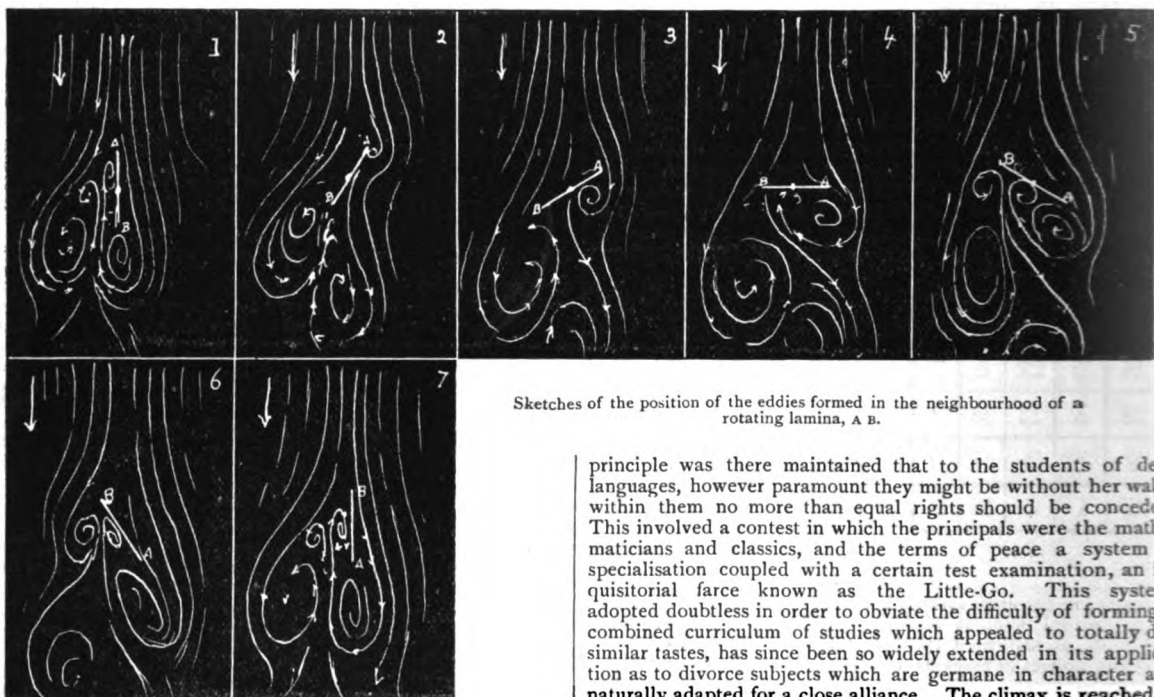 1
A
B
2
A
B
3
A
B
4
B
A
5
B
A
6
B
A
7
B
A
Sketches of the position of the eddies formed in the neighbourhood of a
rotating lamina, A B.
principle was there maintained that to the students of de
languages, however paramount they might be without her wal
within them no more than equal rights should be concede
This involved a contest in which the principals were the math
maticians and classics, and the terms of peace a system
specialisation coupled with a certain test examination, an
quisitorial farce known as the Little-Go. This syste
adopted doubtless in order to obviate the difficulty of forming
combined curriculum of studies which appealed to totally d
similar tastes, has since been so widely extended in its applic
tion as to divorce subjects which are germane in character a
naturally adapted for a close alliance. The climax is reached